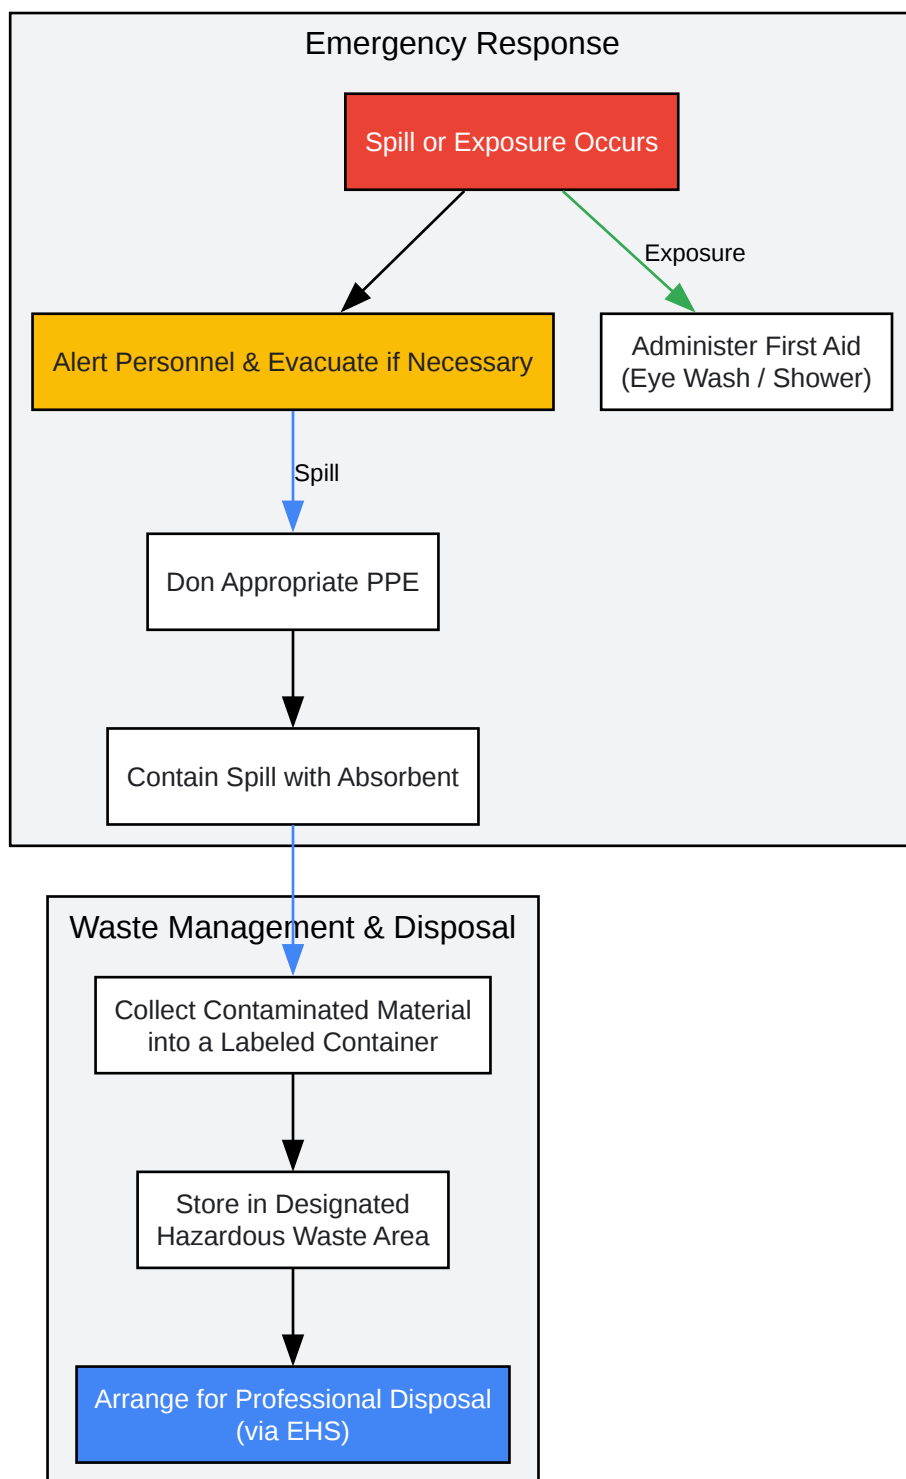 Emergency Response
Spill or Exposure Occurs
Exposure
Alert Personnel & Evacuate if Necessary
Administer First Aid
(Eye Wash / Shower)
Spill
Don Appropriate PPE
Contain Spill with Absorbent
Waste Management & Disposal
Collect Contaminated Material
into a Labeled Container
Store in Designated
Hazardous Waste Area
Arrange for Professional Disposal
(via EHS)